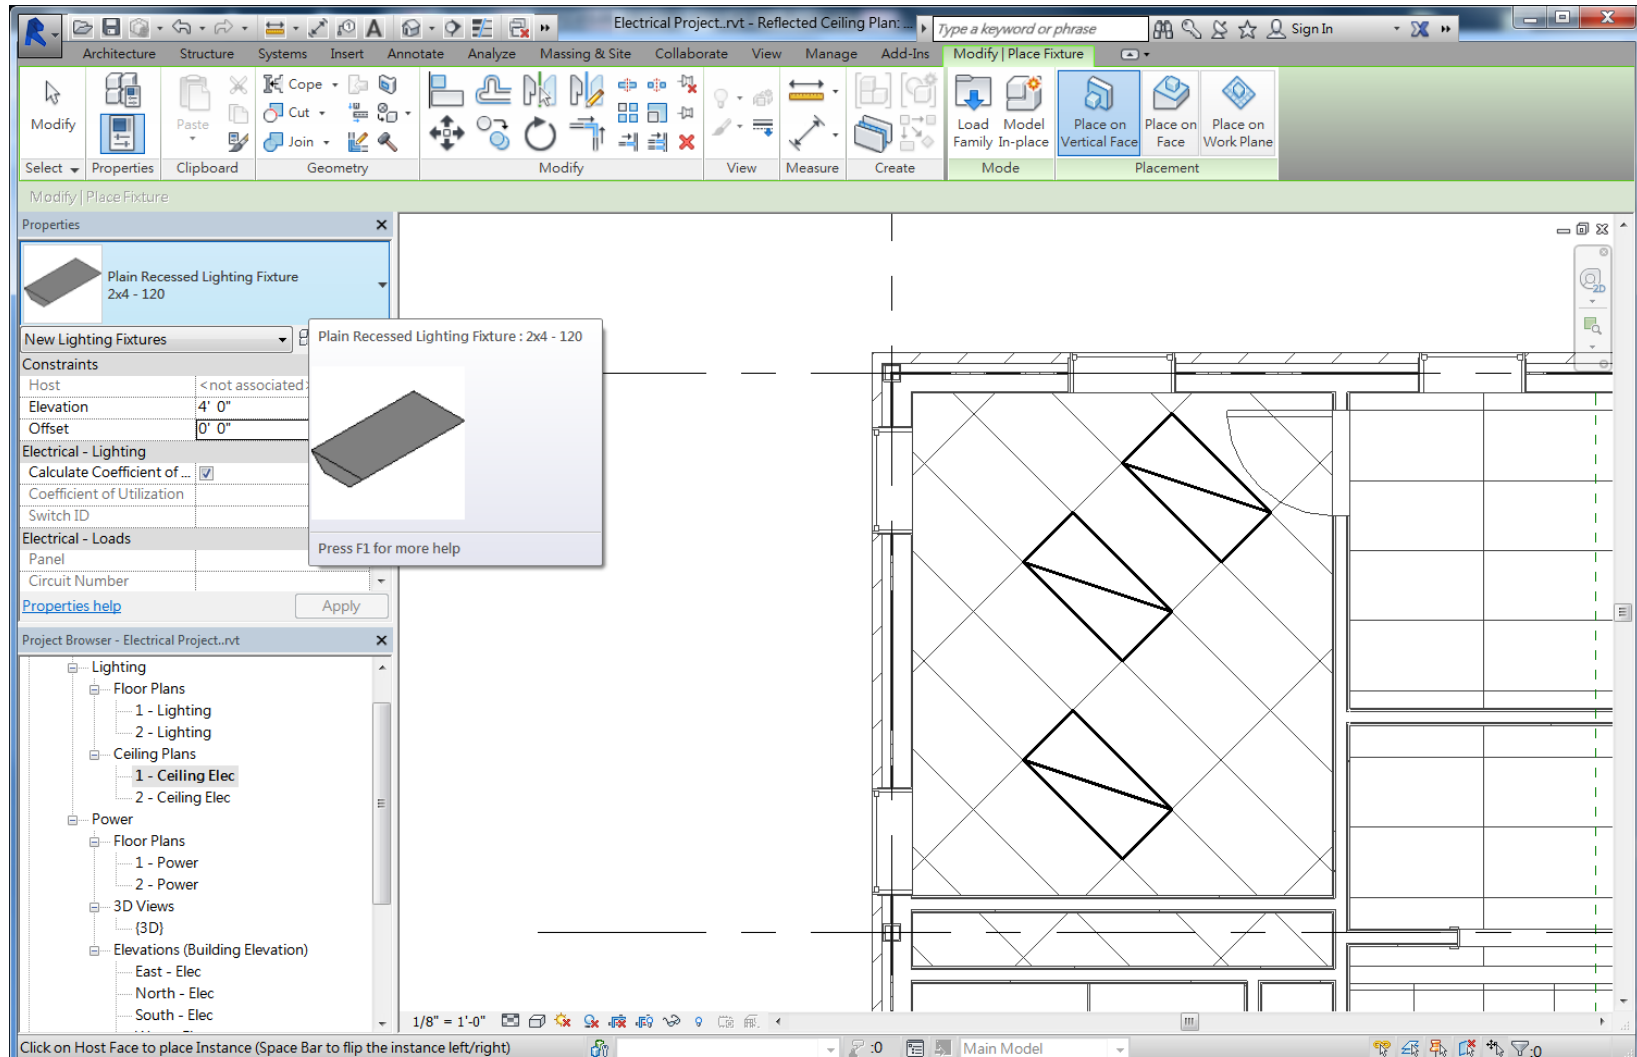 Electrical Project..rvt - Reflected Ceiling Plan: ...
Type a keyword or phrase
Sign In
Architecture Structure Systems Insert Annotate Analyze Massing & Site Collaborate View Manage Add-Ins Modify | Place Fixture
Modify
Paste
Cope
Cut
Join
Load Family
Model In-place
Place on Vertical Face
Place on Face
Place on Work Plane
Select Properties Clipboard Geometry Modify View Measure Create Mode Placement
Modify | Place Fixture
Properties
Plain Recessed Lighting Fixture
2x4 - 120
New Lighting Fixtures
Constraints
Host <not associated>
Elevation 4' 0"
Offset 0' 0"
Electrical - Lighting
Calculate Coefficient of ...
Coefficient of Utilization
Switch ID
Electrical - Loads
Panel
Circuit Number
Properties help Apply
Plain Recessed Lighting Fixture : 2x4 - 120
Press F1 for more help
2D
Project Browser - Electrical Project..rvt
Lighting
Floor Plans
1 - Lighting
2 - Lighting
Ceiling Plans
1 - Ceiling Elec
2 - Ceiling Elec
Power
Floor Plans
1 - Power
2 - Power
3D Views
{3D}
Elevations (Building Elevation)
East - Elec
North - Elec
South - Elec
1/8" = 1'-0"
Click on Host Face to place Instance (Space Bar to flip the instance left/right)
:0
Main Model
:0